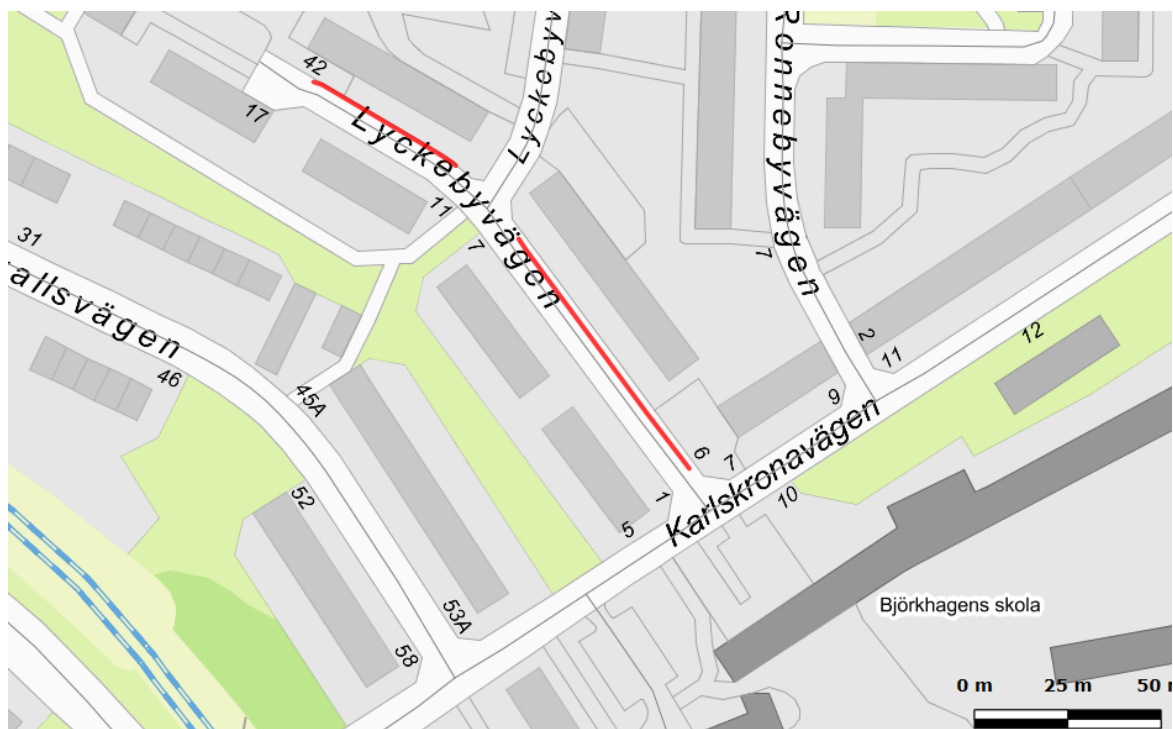 42
Lyckebyv
Ronnebyvägen
17
Lyckebyvägen
11
7
7
31
allsvägen
46
45A
2
11
12
9
Karlskronavägen
6
7
1
5
10
52
53A
58
Björkhagens skola
0 m 25 m 50 m